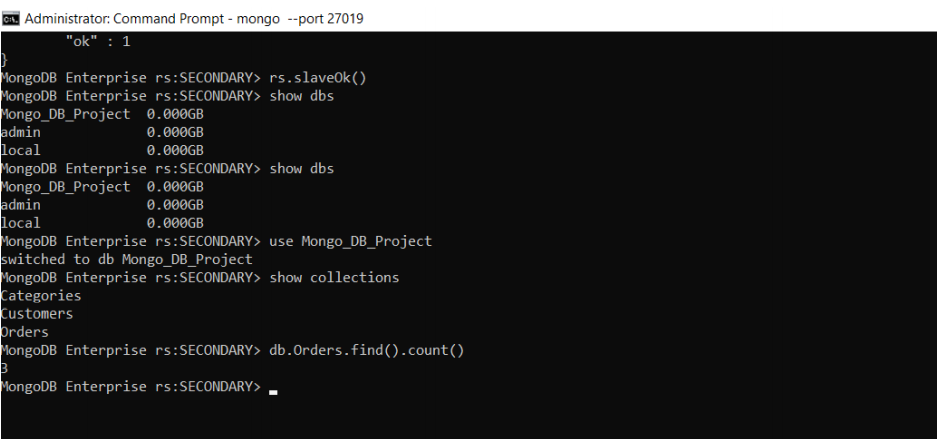 Administrator: Command Prompt - mongo  --port 27019
        "ok" : 1
}
MongoDB Enterprise rs:SECONDARY> rs.slaveOk()
MongoDB Enterprise rs:SECONDARY> show dbs
Mongo_DB_Project  0.000GB
admin             0.000GB
local             0.000GB
MongoDB Enterprise rs:SECONDARY> show dbs
Mongo_DB_Project  0.000GB
admin             0.000GB
local             0.000GB
MongoDB Enterprise rs:SECONDARY> use Mongo_DB_Project
switched to db Mongo_DB_Project
MongoDB Enterprise rs:SECONDARY> show collections
Categories
Customers
Orders
MongoDB Enterprise rs:SECONDARY> db.Orders.find().count()
3
MongoDB Enterprise rs:SECONDARY>